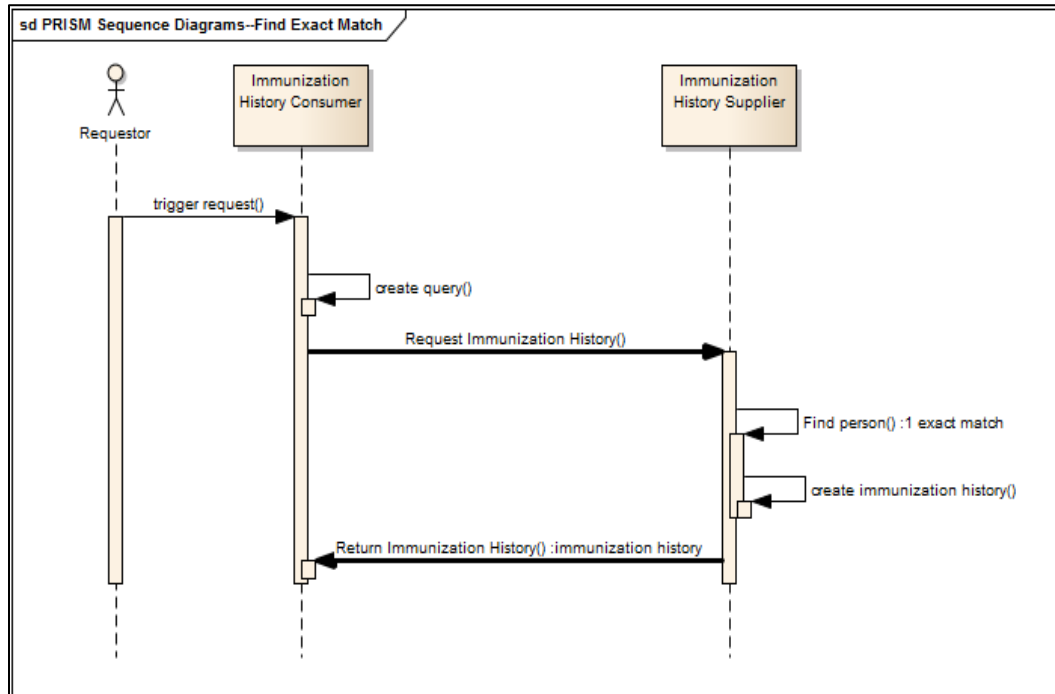 sd PRISM Sequence Diagrams--Find Exact Match
Requestor
Immunization
History Consumer
Immunization
History Supplier
trigger request()
create query()
Request Immunization History()
Find person() :1 exact match
create immunization history()
Return Immunization History() :immunization history